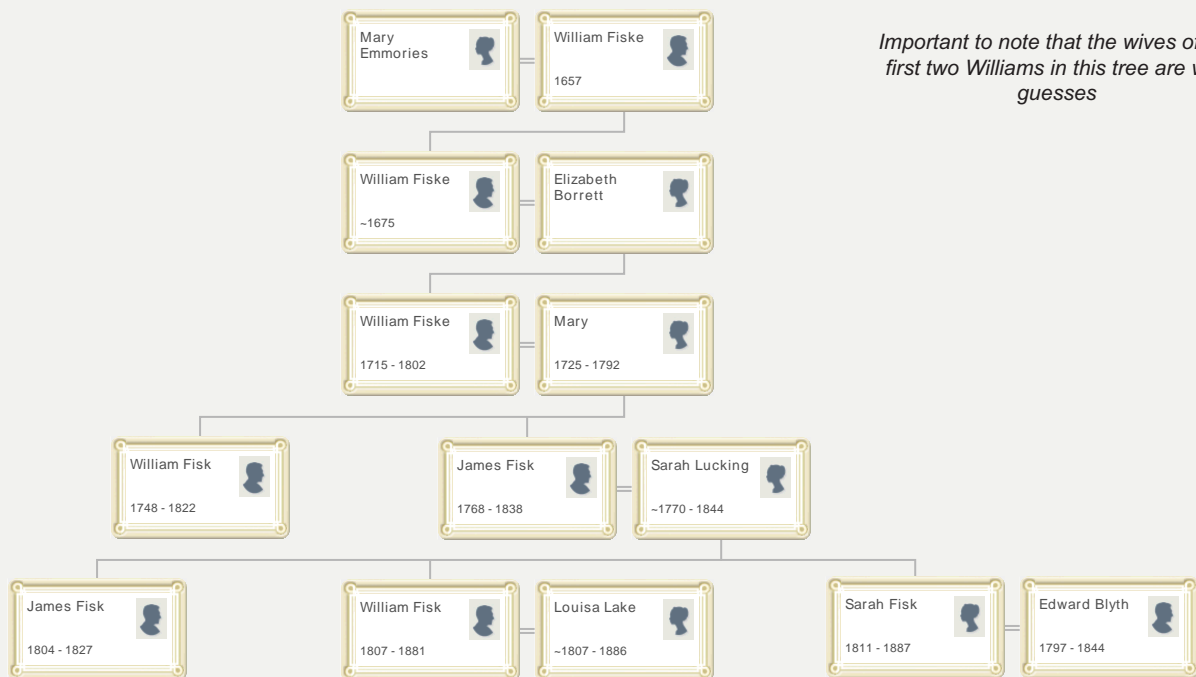 Mary
Emmories
William Fiske
1657
Important to note that the wives of
first two Williams in this tree are
guesses
William Fiske
~1675
Elizabeth
Borrett
William Fiske
1715 - 1802
Mary
1725 - 1792
William Fisk
1748 - 1822
James Fisk
1768 - 1838
Sarah Lucking
~1770 - 1844
James Fisk
1804 - 1827
William Fisk
1807 - 1881
Louisa Lake
~1807 - 1886
Sarah Fisk
1811 - 1887
Edward Blyth
1797 - 1844